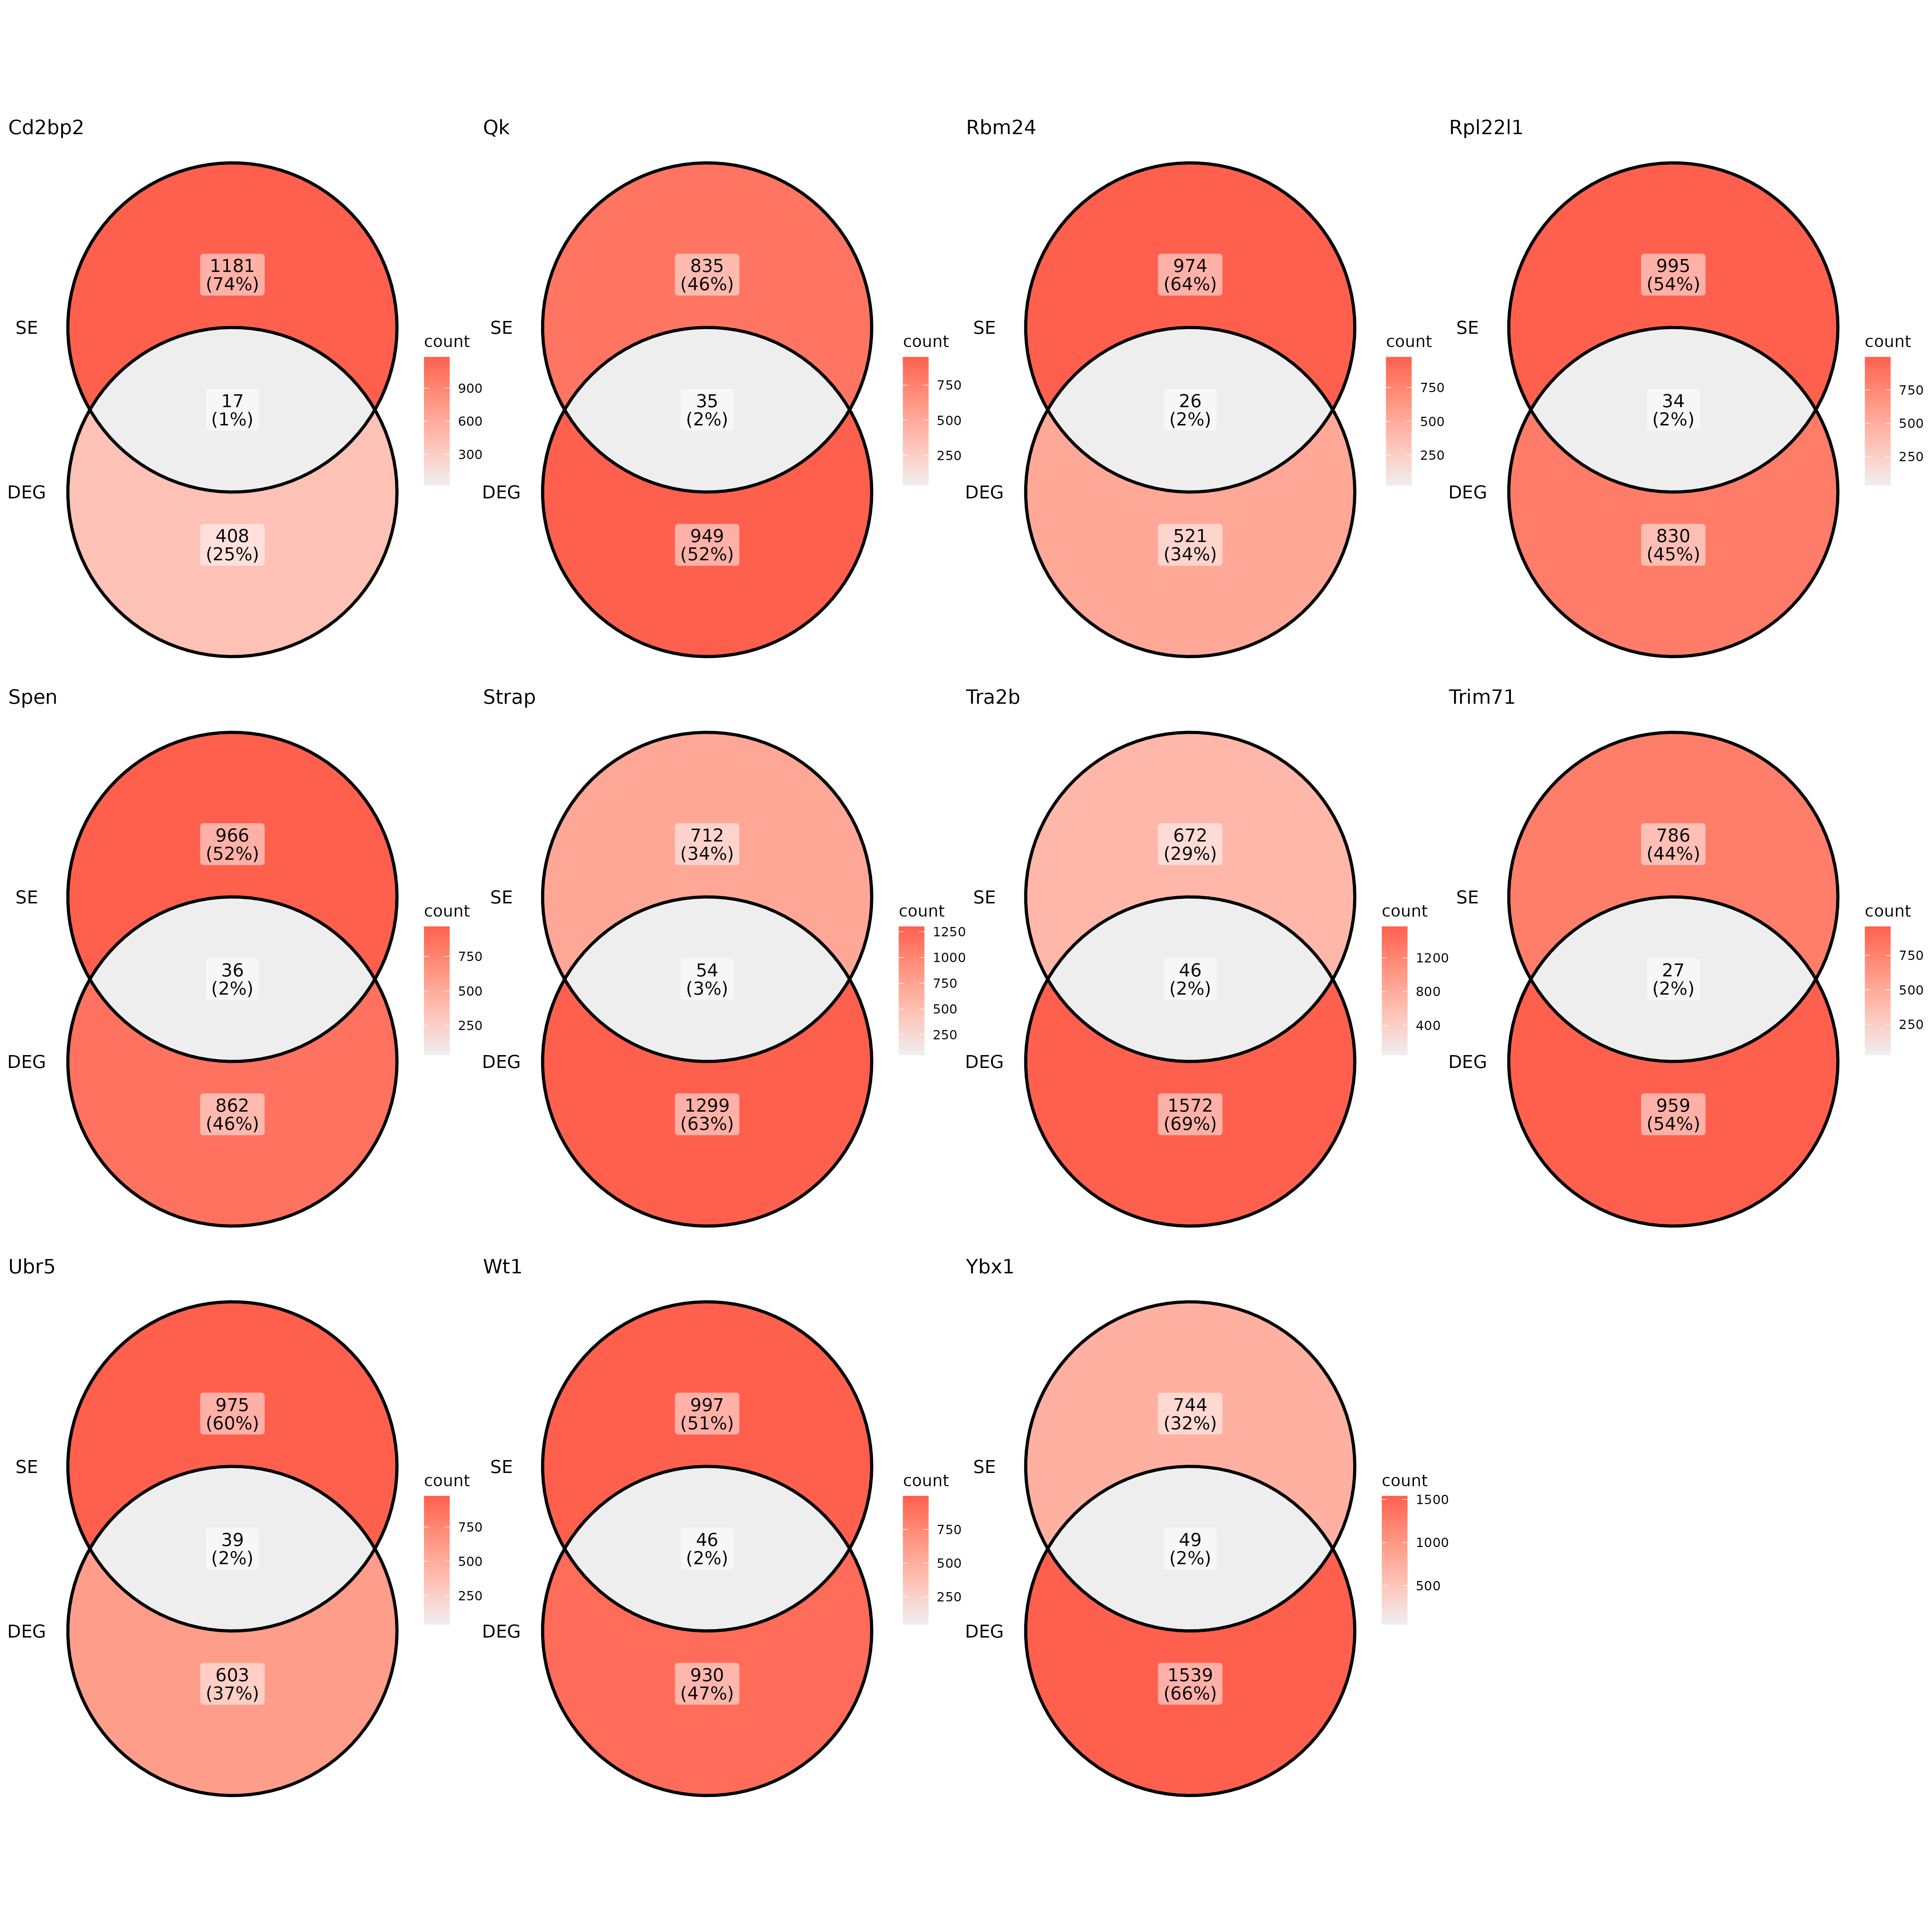 Cd2bp2
1181
(74%)
SE
17
(1%)
DEG
408
(25%)
count
900
600
300
Qk
835
(46%)
SE
35
(2%)
DEG
949
(52%)
count
750
500
250
Rbm24
974
(64%)
SE
26
(2%)
DEG
521
(34%)
count
750
500
250
Rpl22l1
995
(54%)
SE
34
(2%)
DEG
830
(45%)
count
750
500
250
Spen
966
(52%)
SE
36
(2%)
DEG
862
(46%)
count
750
500
250
Strap
712
(34%)
SE
54
(3%)
DEG
1299
(63%)
count
1250
1000
750
500
250
Tra2b
672
(29%)
SE
46
(2%)
DEG
1572
(69%)
count
1200
800
400
Trim71
786
(44%)
SE
27
(2%)
DEG
959
(54%)
count
750
500
250
Ubr5
975
(60%)
SE
39
(2%)
DEG
603
(37%)
count
750
500
250
Wt1
997
(51%)
SE
46
(2%)
DEG
930
(47%)
count
750
500
250
Ybx1
744
(32%)
SE
49
(2%)
DEG
1539
(66%)
count
1500
1000
500